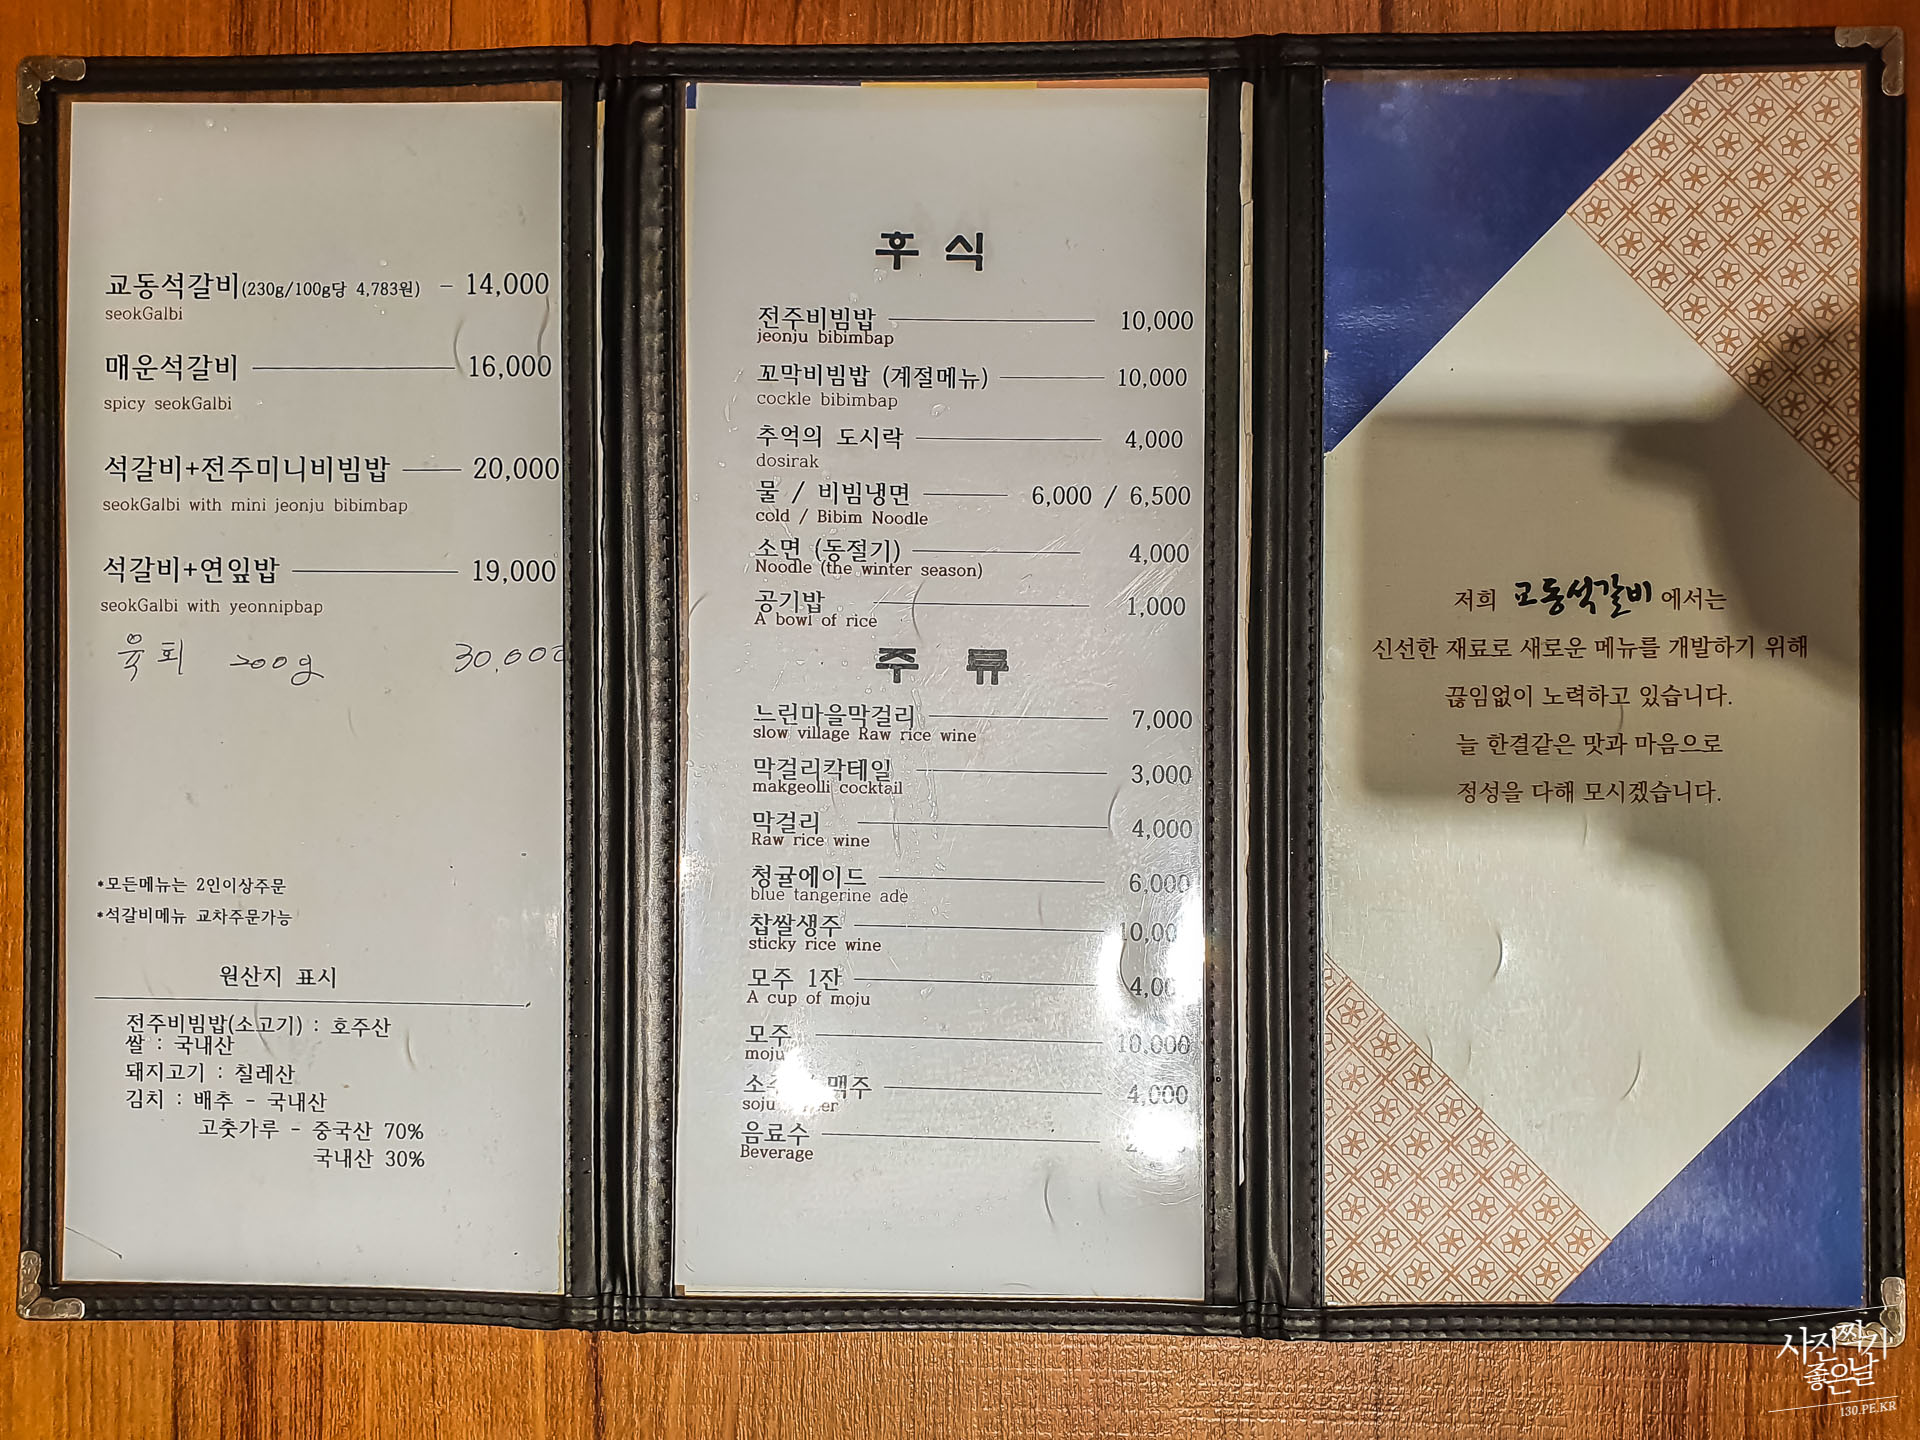 교동석갈비(230g/100g당 4,783원) - 14,000
seokGalbi
매운석갈비 16,000
spicy seokGalbi
석갈비+전주미니비빔밥 20,000
seokGalbi with mini jeonju bibimbap
석갈비+연잎밥 19,000
seokGalbi with yeonnipbap
육회 200g 30,000
*모든메뉴는 2인이상주문
*석갈비메뉴 교차주문가능
원산지 표시
전주비빔밥(소고기) : 호주산
쌀 : 국내산
돼지고기 : 칠레산
김치 : 배추 - 국내산
고춧가루 - 중국산 70%
국내산 30%
후 식
전주비빔밥 10,000
jeonju bibimbap
꼬막비빔밥 (계절메뉴) 10,000
cockle bibimbap
추억의 도시락 4,000
dosirak
물 / 비빔냉면 6,000 / 6,500
cold / Bibim Noodle
소면 (동절기) 4,000
Noodle (the winter season)
공기밥 1,000
A bowl of rice
주 류
느린마을막걸리 7,000
slow village Raw rice wine
막걸리칵테일 3,000
makgeolli cocktail
막걸리 4,000
Raw rice wine
청귤에이드 6,000
blue tangerine ade
찹쌀생주 10,000
sticky rice wine
모주 1잔 4,000
A cup of moju
모주 10,000
moju
맥주 4,000
soju
음료수
Beverage
저희 교동석갈비 에서는
신선한 재료로 새로운 메뉴를 개발하기 위해
끊임없이 노력하고 있습니다.
늘 한결같은 맛과 마음으로
정성을 다해 모시겠습니다.
사진찍기
좋은날
130.PE.KR